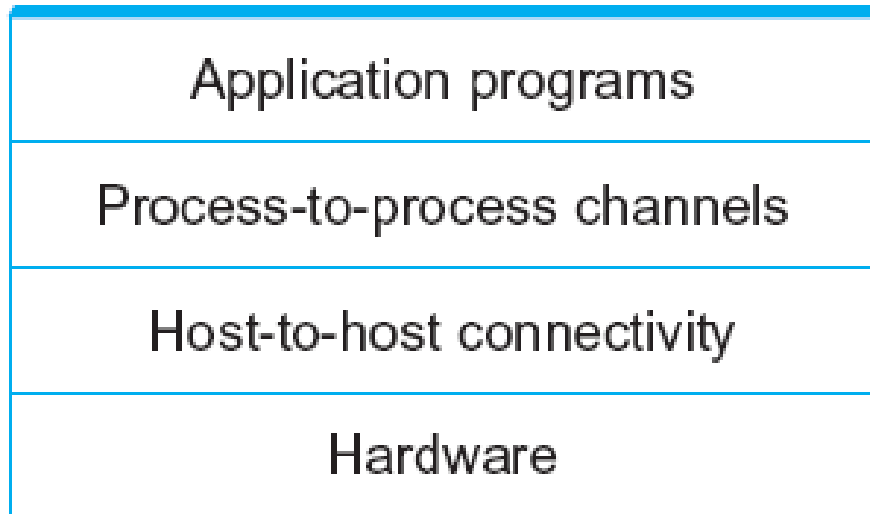 Application programs
Process-to-process channels
Host-to-host connectivity
Hardware